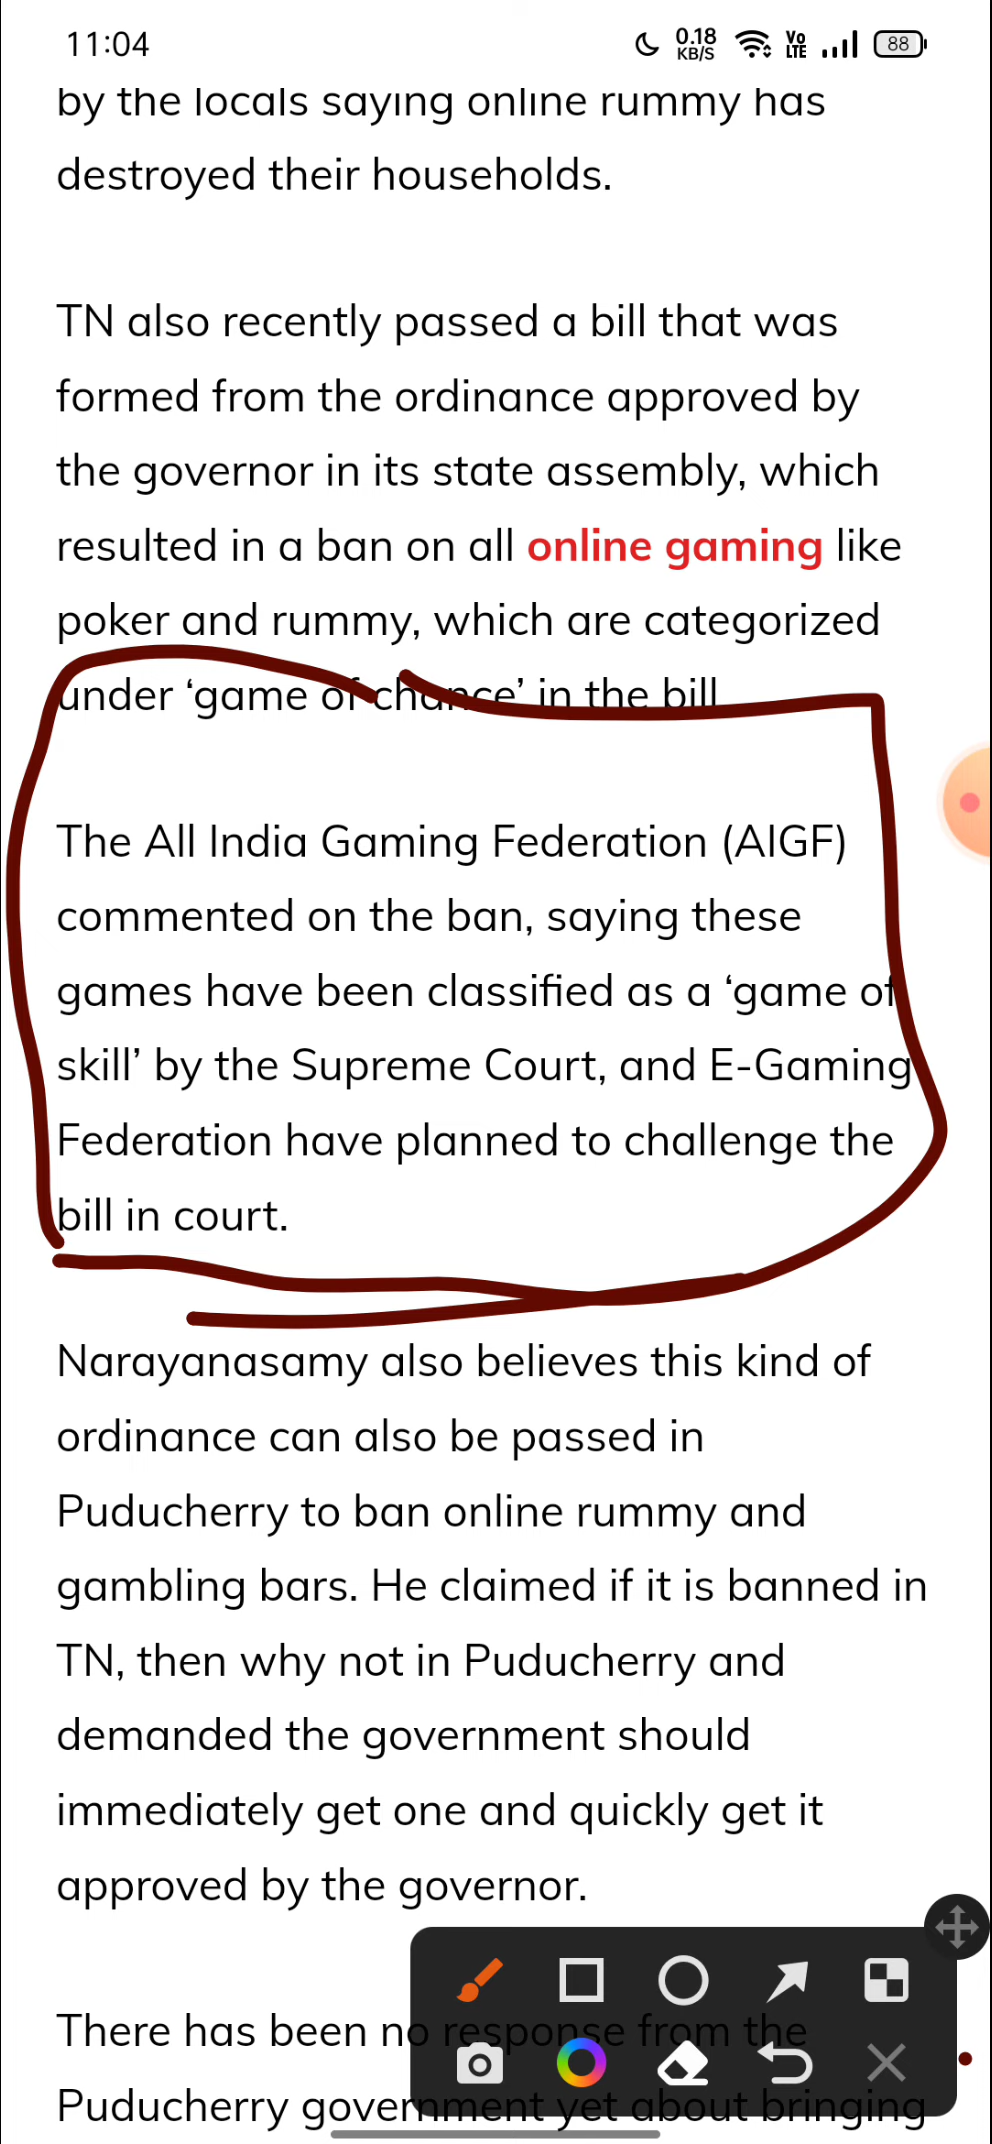 11:04
0.18
KB/S
Vo
LTE
88
by the locals saying online rummy has
destroyed their households.
TN also recently passed a bill that was
formed from the ordinance approved by
the governor in its state assembly, which
resulted in a ban on all online gaming like
poker and rummy, which are categorized
under ‘game of chance’ in the bill
The All India Gaming Federation (AIGF)
commented on the ban, saying these
games have been classified as a ‘game of
skill’ by the Supreme Court, and E-Gaming
Federation have planned to challenge the
bill in court.
Narayanasamy also believes this kind of
ordinance can also be passed in
Puducherry to ban online rummy and
gambling bars. He claimed if it is banned in
TN, then why not in Puducherry and
demanded the government should
immediately get one and quickly get it
approved by the governor.
There has been no response from the
Puducherry government yet about bringing